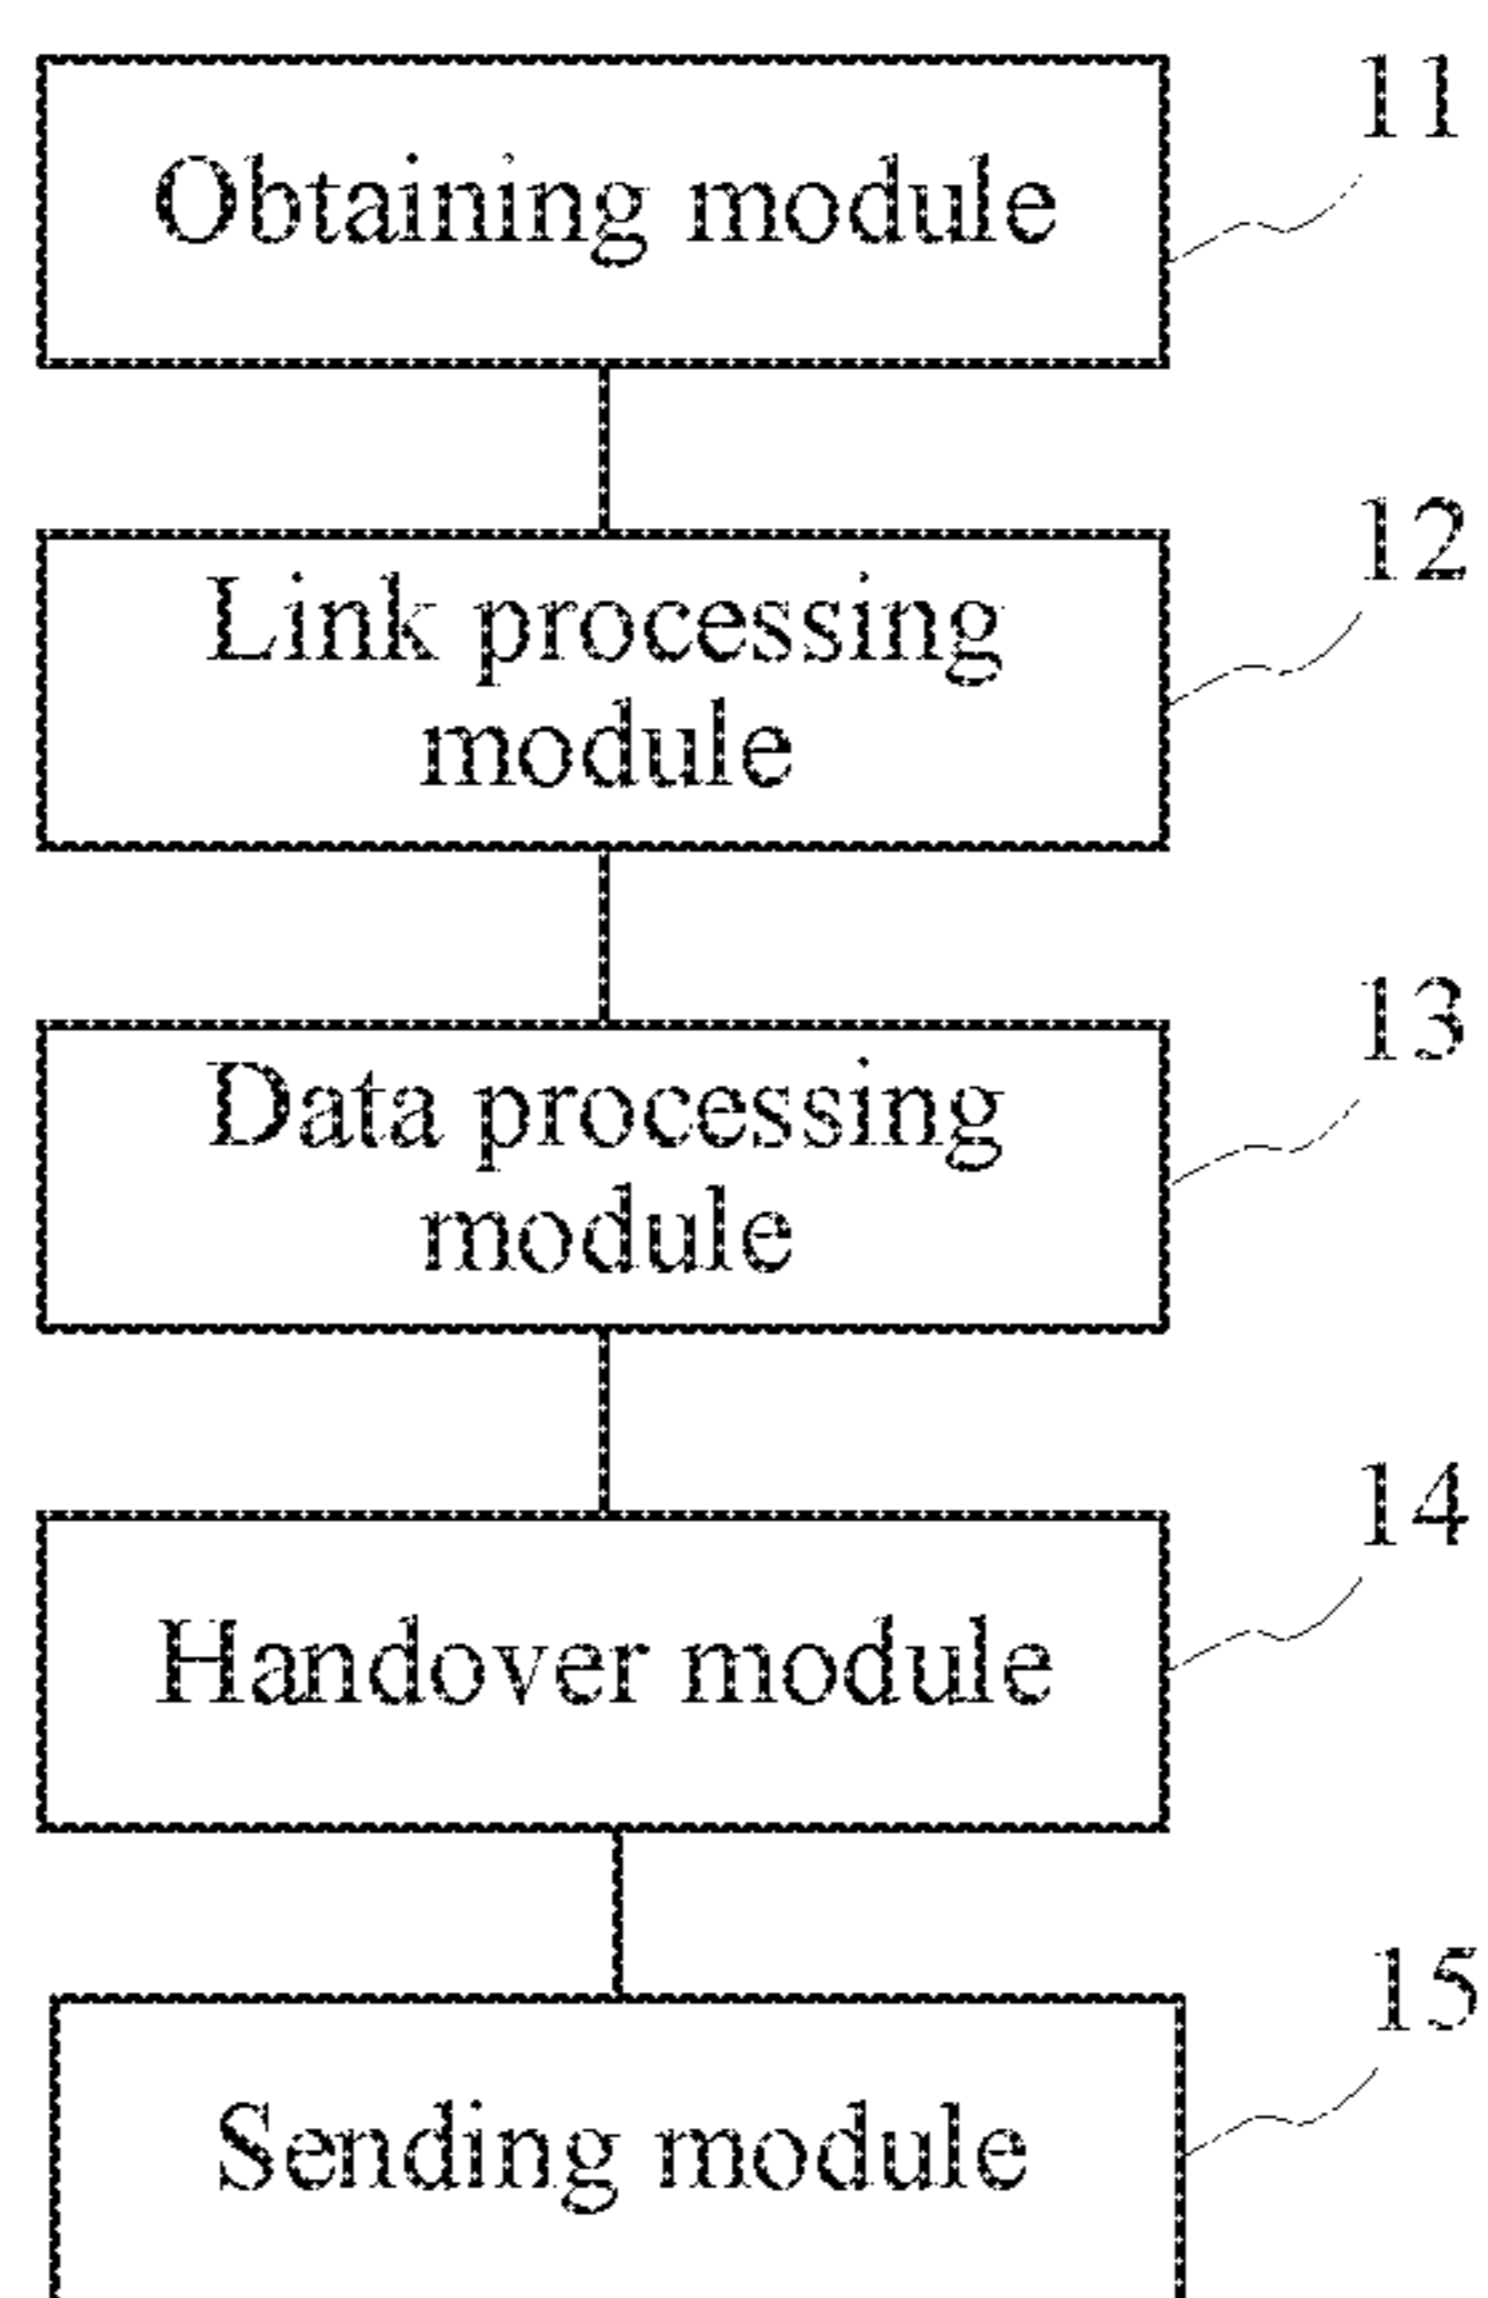 11
Obtaining module
12
Link processing
module
13
Data processing
module
14
Handover module
15
Sending module